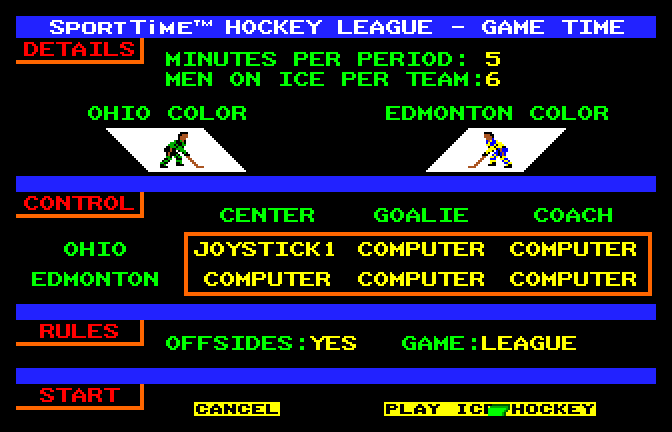 SPORTTIME™ HOCKEY LEAGUE - GAME TIME
DETAILS
MINUTES PER PERIOD: 5
MEN ON ICE PER TEAM:6
OHIO COLOR EDMONTON COLOR
CONTROL
CENTER GOALIE COACH
OHIO JOYSTICK1 COMPUTER COMPUTER
EDMONTON COMPUTER COMPUTER COMPUTER
RULES
OFFSIDES:YES GAME:LEAGUE
START
CANCEL PLAY ICE HOCKEY